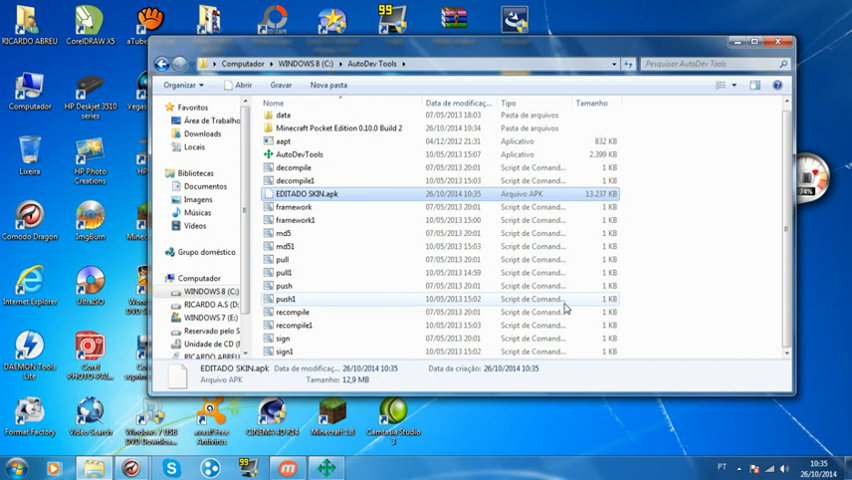 99
99
RICARDO ABREU
CorelDRAW X5
Computador
HP Deskjet 3510 series
Lixeira
HP Photo Creations
Comodo Dragon
ImgBurn
Internet Explorer
UltraISO
DAEMON Tools Lite
Corel
Format Factory
Video Search
Windows 7 USB DVD Downloa...
avast! Free Antivirus
CINEMA 4D R14
Minecraft 1.8
Camtasia Studio 8
Computador
WINDOWS 8 (C:)
AutoDev Tools
Pesquisar AutoDev Tools
Organizar
Abrir
Gravar
Nova pasta
Favoritos
Área de Trabalho
Downloads
Locais
Bibliotecas
Documentos
Imagens
Músicas
Vídeos
Grupo doméstico
Computador
WINDOWS 8 (C:)
RICARDO A.S (D:
WINDOWS 7 (E:)
Reservado pelo S
Unidade de CD (
RICARDO ABREU
Nome Data de modificaç... Tipo Tamanho
data 07/05/2013 18:03 Pasta de arquivos
Minecraft Pocket Edition 0.10.0 Build 2 26/10/2014 10:34 Pasta de arquivos
aapt 04/12/2012 21:31 Aplicativo 832 KB
AutoDevTools 10/05/2013 15:07 Aplicativo 2.399 KB
decompile 07/05/2013 20:01 Script de Comand... 1 KB
decompile1 10/05/2013 15:03 Script de Comand... 1 KB
EDITADO SKIN.apk 26/10/2014 10:35 Arquivo APK 13.237 KB
framework 07/05/2013 20:01 Script de Comand... 1 KB
framework1 10/05/2013 15:00 Script de Comand... 1 KB
md5 07/05/2013 20:01 Script de Comand... 1 KB
md51 10/05/2013 15:03 Script de Comand... 1 KB
pull 07/05/2013 20:01 Script de Comand... 1 KB
pull1 10/05/2013 14:59 Script de Comand... 1 KB
push 07/05/2013 20:01 Script de Comand... 1 KB
push1 10/05/2013 15:02 Script de Comand... 1 KB
recompile 07/05/2013 20:01 Script de Comand... 1 KB
recompile1 10/05/2013 15:03 Script de Comand... 1 KB
sign 07/05/2013 20:01 Script de Comand... 1 KB
sign1 10/05/2013 15:02 Script de Comand... 1 KB
EDITADO SKIN.apk Data de modificaç... 26/10/2014 10:35 Data da criação: 26/10/2014 10:35
Arquivo APK Tamanho: 12,9 MB
74%
99
PT
10:35
26/10/2014